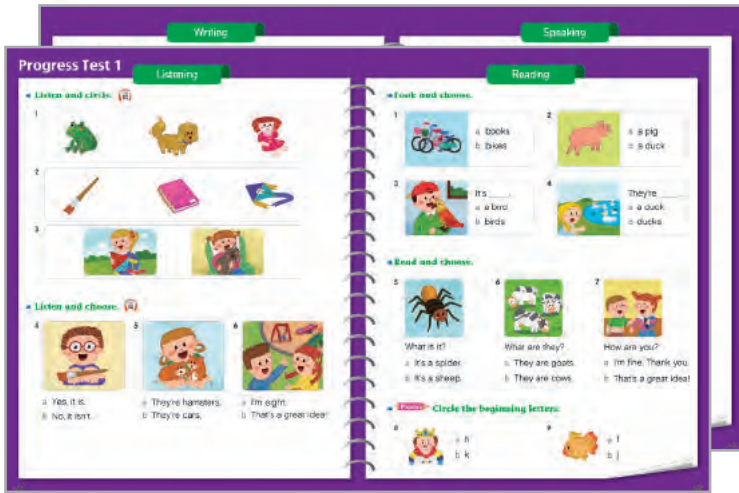 Writing
Speaking
Progress Test 1
Listening
Listen and circle.
1
2
3
Listen and choose.
4
a Yes, it is.
b No, it isn't.
5
a They're hamsters.
b They're cars.
6
a I'm eight.
b That's a great idea!
Reading
Look and choose.
1
a books
b bikes
2
a a pig
b a duck
3
It's ____.
a a bird
b birds
4
They're ____
a a duck
b ducks
Read and choose.
5
What is it?
a It's a spider.
b It's a sheep.
6
What are they?
a They are goats.
b They are cows.
7
How are you?
a I'm fine. Thank you.
b That's a great idea!
Phonics Circle the beginning letters.
8
a h
b k
9
a f
b j